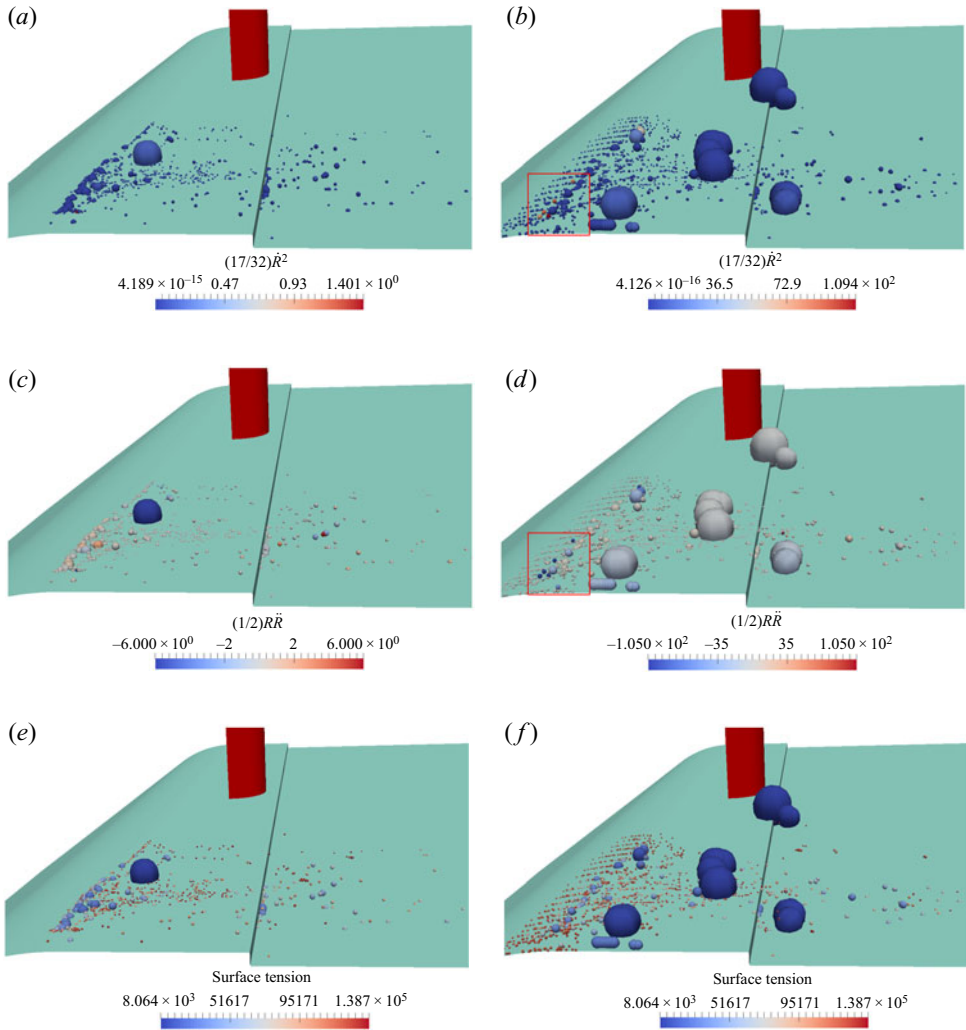 (a) (b)
(17/32)Ṙ² (17/32)Ṙ²
4.189 × 10⁻¹⁵ 0.47 0.93 1.401 × 10⁰ 4.126 × 10⁻¹⁶ 36.5 72.9 1.094 × 10²
(c) (d)
(1/2)RR̈ (1/2)RR̈
−6.000 × 10⁰ −2 2 6.000 × 10⁰ −1.050 × 10² −35 35 1.050 × 10²
(e) (f)
Surface tension Surface tension
8.064 × 10³ 51617 95171 1.387 × 10⁵ 8.064 × 10³ 51617 95171 1.387 × 10⁵